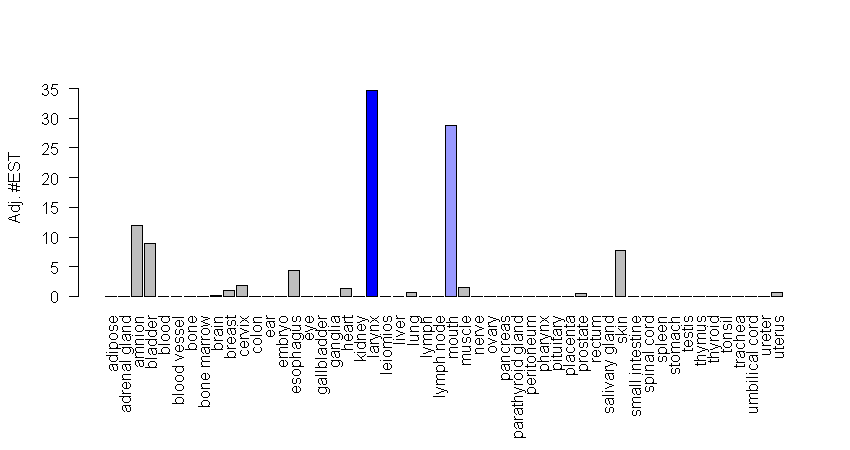 Adj. #EST
35
30
25
20
15
10
5
0
adipose
adrenal gland
amnion
bladder
blood
blood vessel
bone
bone marrow
brain
breast
cervix
colon
ear
embryo
esophagus
eye
gallbladder
ganglia
heart
kidney
larynx
leiomios
liver
lung
lymph
lymph node
mouth
muscle
nerve
ovary
pancreas
parathyroid gland
peritoneum
pharynx
pituitary
placenta
prostate
rectum
salivary gland
skin
small intestine
spinal cord
spleen
stomach
testis
thymus
thyroid
tonsil
trachea
umbilical cord
ureter
uterus